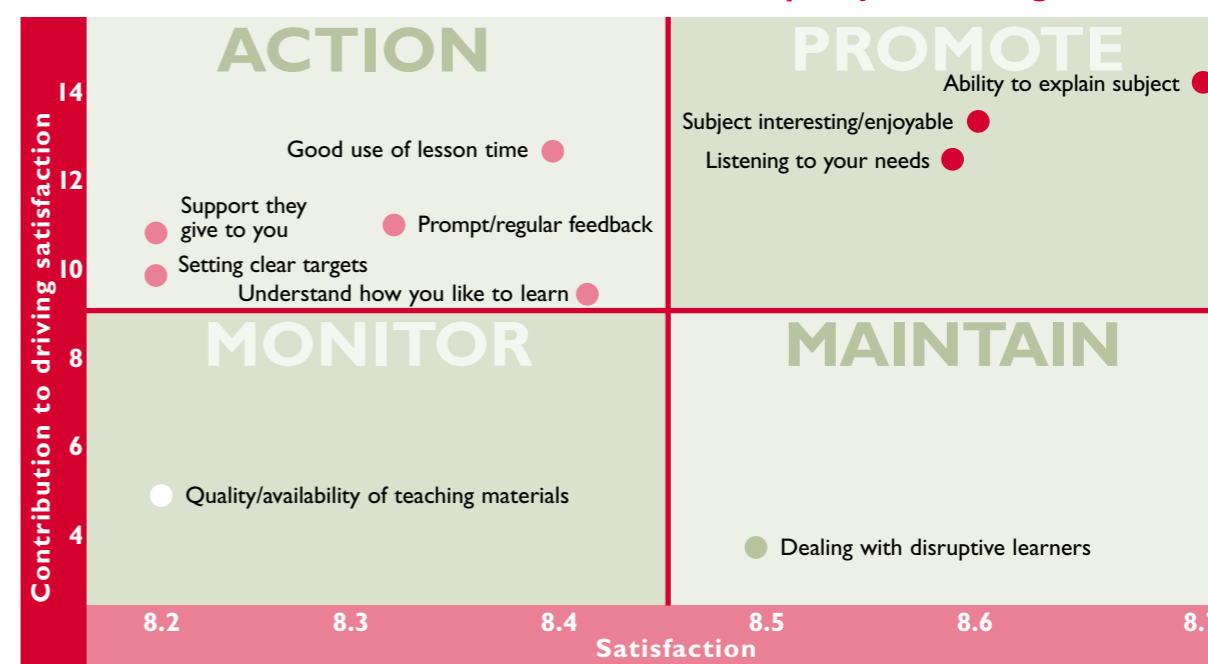 ACTION
PROMOTE
Ability to explain subject
14
Subject interesting/enjoyable
Good use of lesson time
Listening to your needs
12
Support they
give to you
Prompt/regular feedback
Setting clear targets
10
Understand how you like to learn
MONITOR
MAINTAIN
8
6
Quality/availability of teaching materials
4
Dealing with disruptive learners
Contribution to driving satisfaction
8.2
8.3
8.4
8.5
8.6
Satisfaction